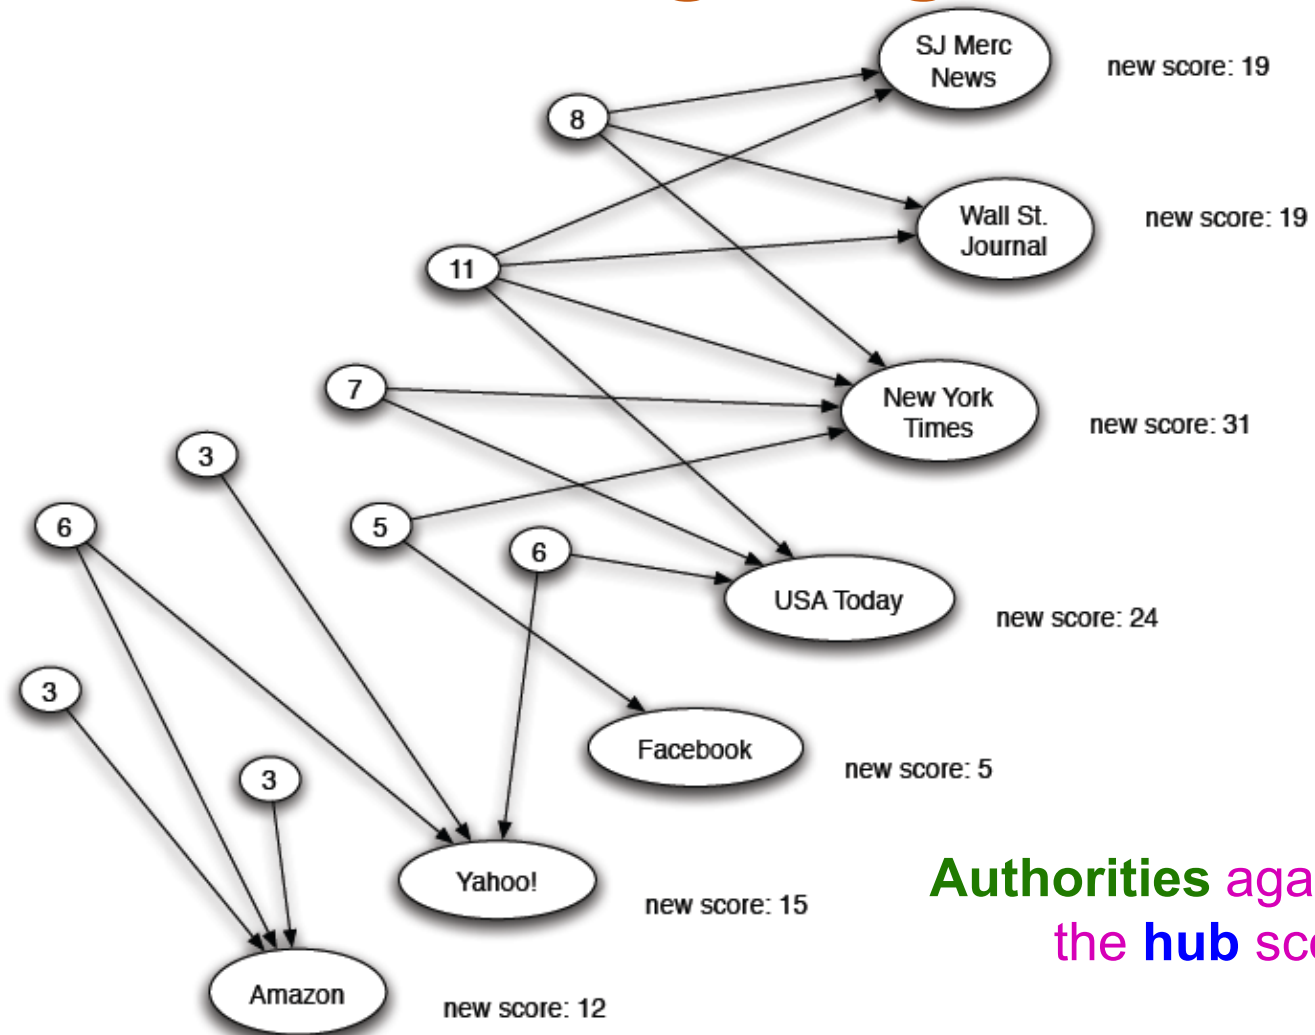 SJ Merc
News
new score: 19
8
Wall St.
Journal
new score: 19
11
7
New York
Times
new score: 31
3
6
5
6
USA Today
new score: 24
3
Facebook
new score: 5
3
Yahoo!
new score: 15
Authorities
the hub
Amazon
new score: 12